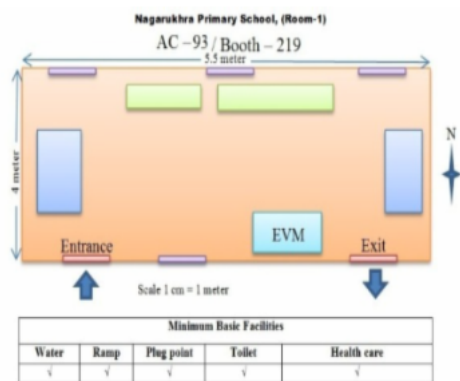 Nagarukhra Primary School, (Room-1)
AC -93/ Booth - 219
5.5 meter
4 meter
N
EVM
Entrance
Exit
Scale 1 cm = 1 meter
Minimum Basic Facilities
Water Ramp Plug point Toilet Health care
√ √ √ √ √